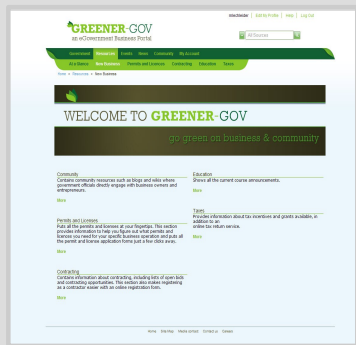 mtedtester | Edit My Profile | Help | Log Out
GREENER-GOV
an eGovernment Business Portal
All Sources
Government Resources Events News Community My Account
At a Glance New Business Permits and Licenses Contracting Education Taxes
Home > Resources > New Business
WELCOME TO GREENER-GOV
go green on business & community
Community
Contains community resources such as blogs and wikis where
government officials directly engage with business owners and
entrepreneurs.
More
Permits and Licenses
Puts all the permits and licenses at your fingertips. This section
provides information to help you figure out what permits and
licences you need for your specific business operation and puts all
the permit and license application forms just a few clicks away.
More
Contracting
Contains information about contracting, including lists of open bids
and contracting opportunities. This section also makes registering
as a contractor easier with an online registration form.
More
Education
Shows all the current course announcements.
More
Taxes
Provides information about tax incentives and grants available, in
addition to an
online tax return service.
More
Home Site Map Media contact Contact us Careers